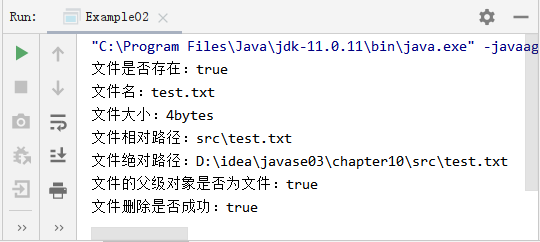 Run: Example02
"C:\Program Files\Java\jdk-11.0.11\bin\java.exe" -javaag
文件是否存在：true
文件名：test.txt
文件大小：4bytes
文件相对路径：src\test.txt
文件绝对路径：D:\idea\javase03\chapter10\src\test.txt
文件的父级对象是否为文件：true
文件删除是否成功：true